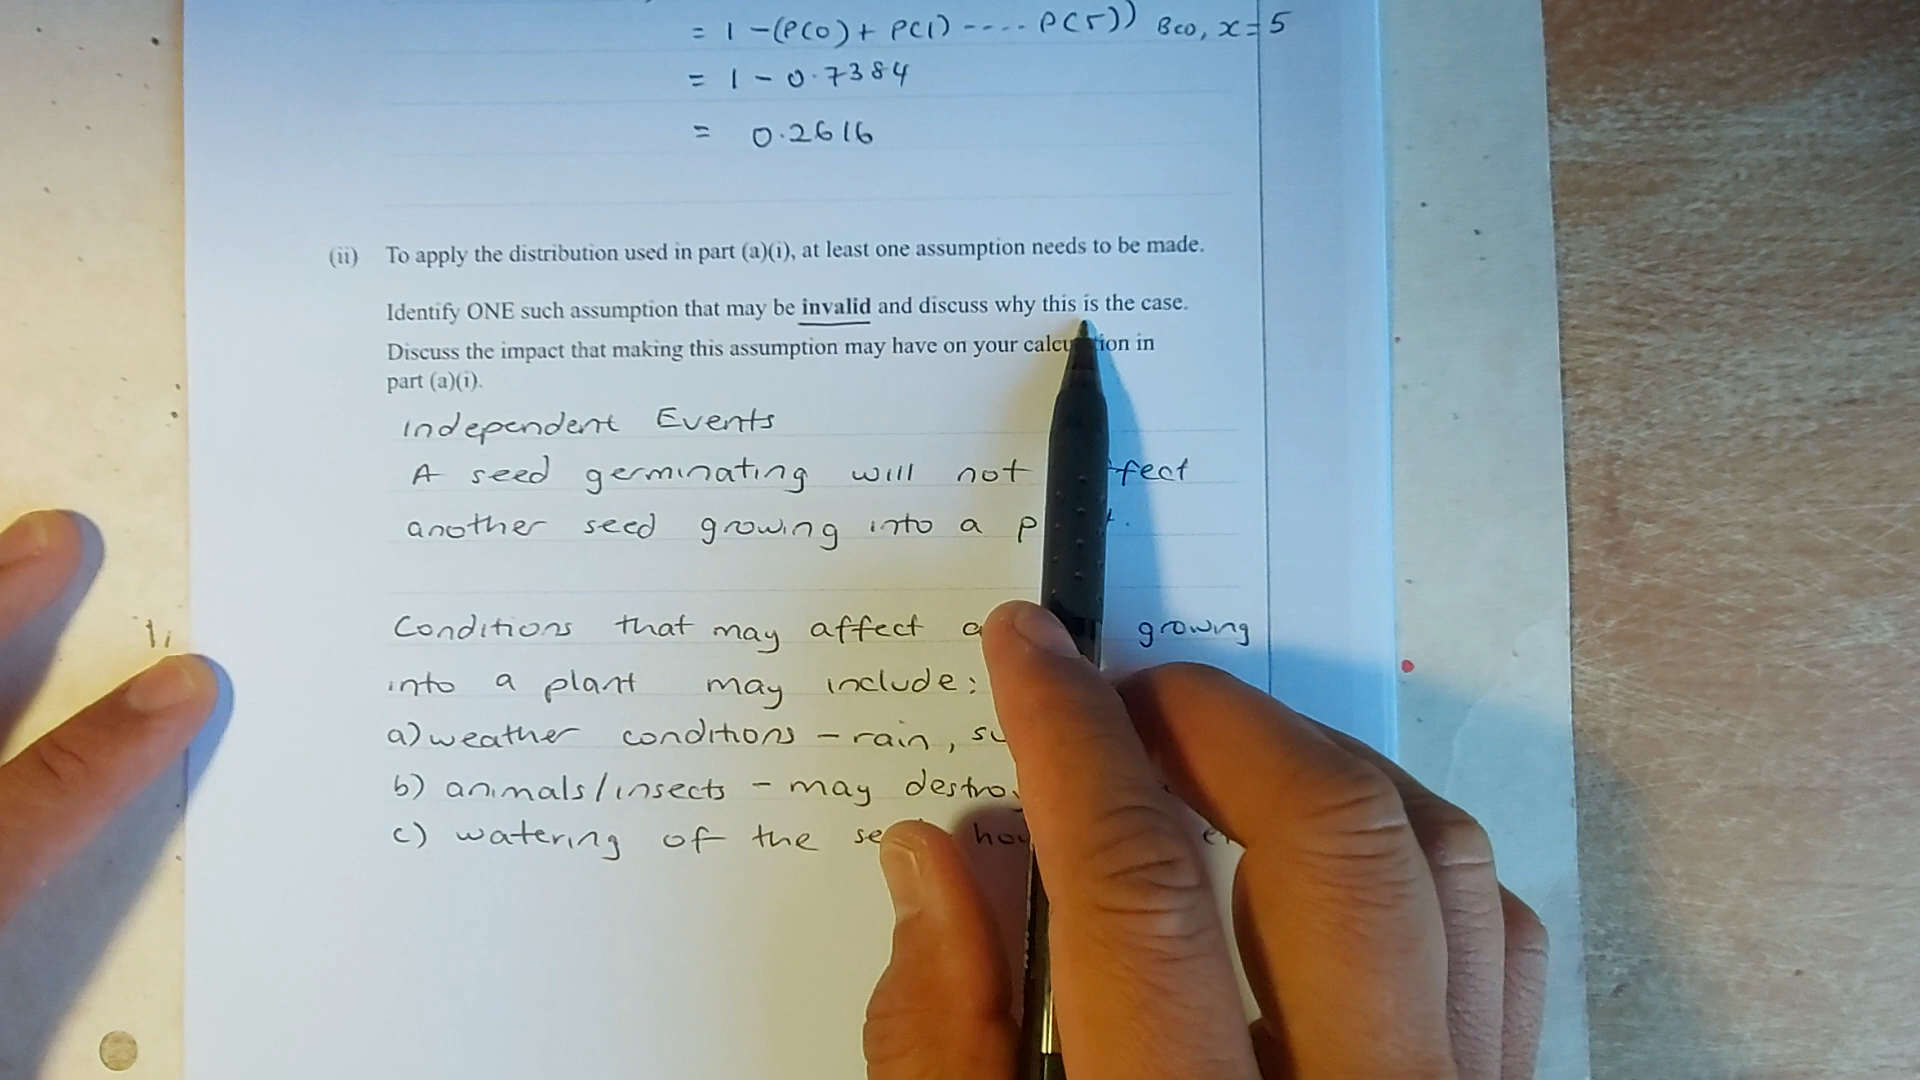 = 1 - (P(0) + P(1) ---- P(5)) BCD, x = 5
= 1 - 0.7384
= 0.2616
(ii) To apply the distribution used in part (a)(i), at least one assumption needs to be made.
Identify ONE such assumption that may be invalid and discuss why this is the case.
Discuss the impact that making this assumption may have on your in
part (a)(i).
Independent Events
A seed germinating will not
another seed growing into a
Conditions that may affect growing
into a plant may include:
a) weather conditions - rain,
b) animals/insects - may
c) watering of the